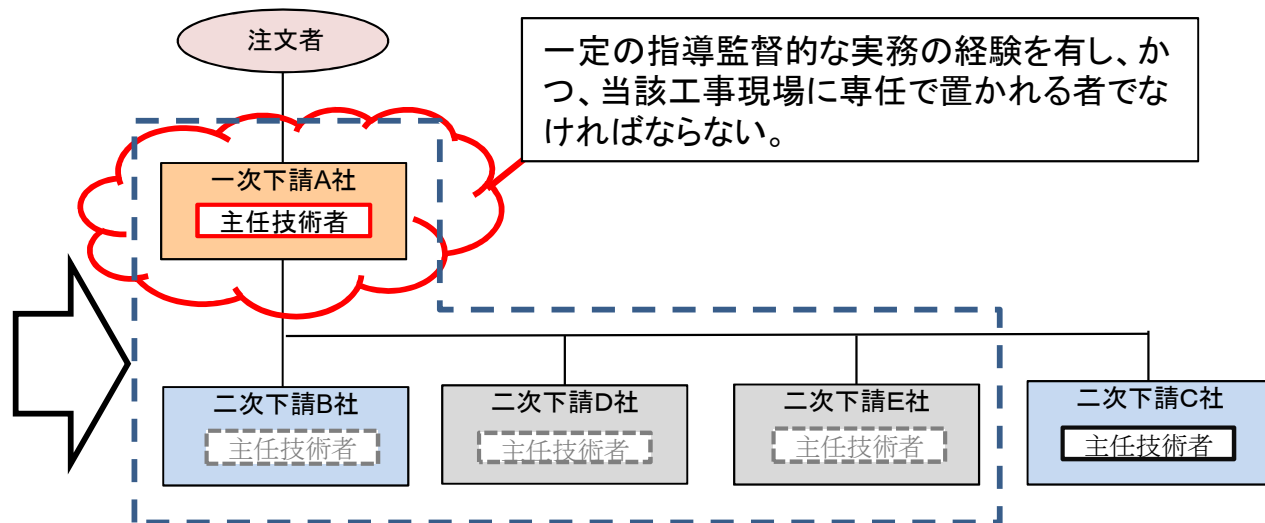 注文者
一定の指導監督的な実務の経験を有し、か
つ、当該工事現場に専任で置かれる者でな
ければならない。
一次下請A社
主任技術者
二次下請B社
主任技術者
二次下請D社
主任技術者
二次下請E社
主任技術者
二次下請C社
主任技術者